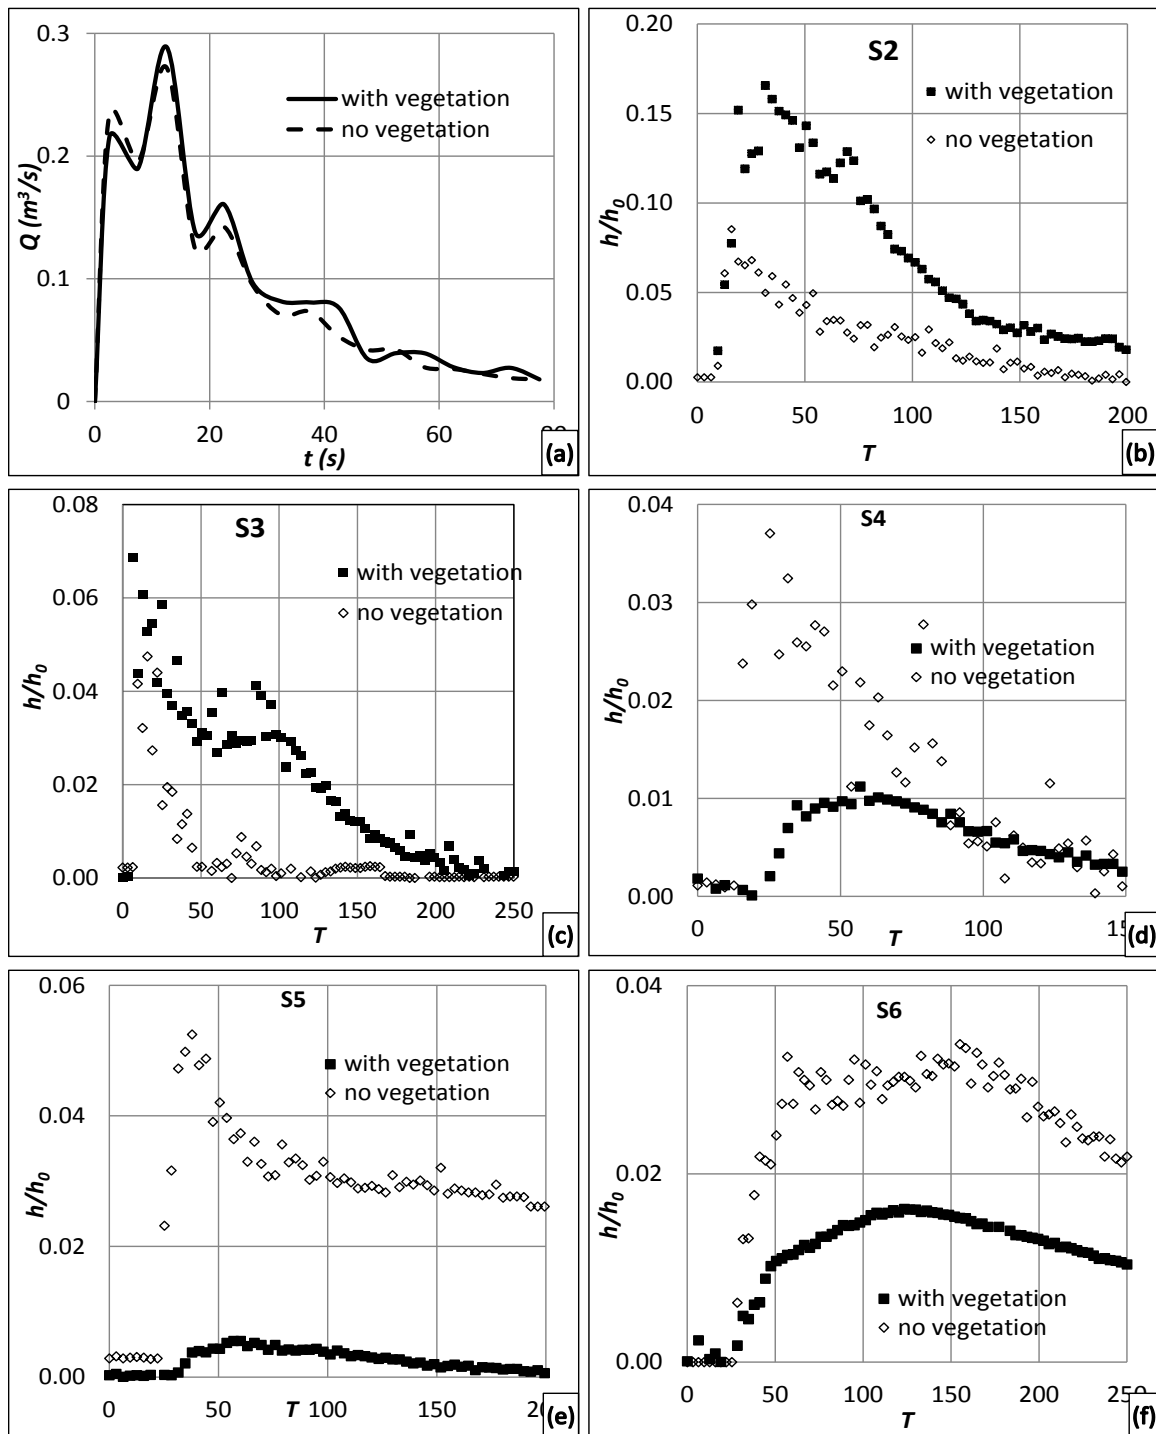 0.3
0.2
0.1
0
Q (m³/s)
with vegetation
no vegetation
0 20 40 60 80
t (s)
(a)
0.20
0.15
0.10
0.05
0.00
h/h₀
S2
with vegetation
no vegetation
0 50 100 150 200
T
(b)
0.08
0.06
0.04
0.02
0.00
h/h₀
S3
with vegetation
no vegetation
0 50 100 150 200 250
T
(c)
0.04
0.03
0.02
0.01
0.00
h/h₀
S4
with vegetation
no vegetation
0 50 100 15
T
(d)
0.06
0.04
0.02
0.00
h/h₀
S5
with vegetation
no vegetation
0 50 100 150 200
T
(e)
0.04
0.02
0.00
h/h₀
S6
with vegetation
no vegetation
0 50 100 150 200 250
T
(f)